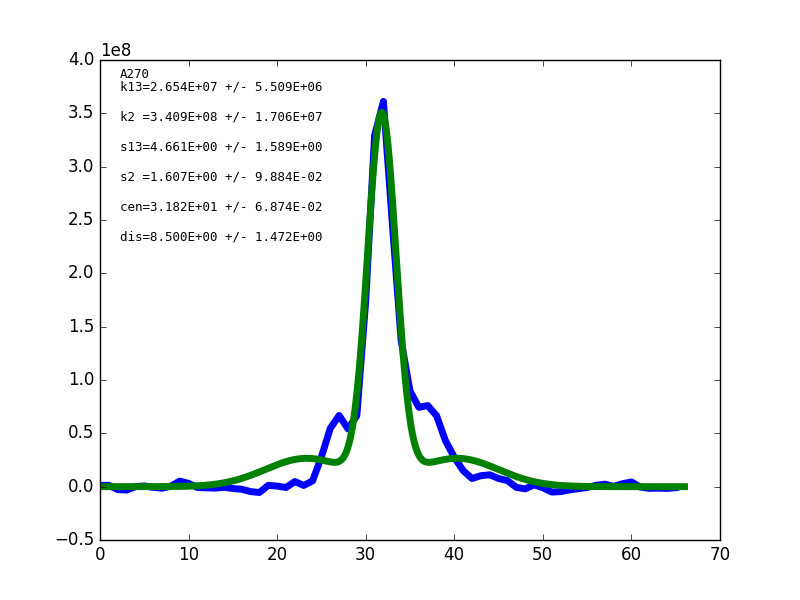 1e8
A270
k13=2.654E+07 +/- 5.509E+06
k2 =3.409E+08 +/- 1.706E+07
s13=4.661E+00 +/- 1.589E+00
s2 =1.607E+00 +/- 9.884E-02
cen=3.182E+01 +/- 6.874E-02
dis=8.500E+00 +/- 1.472E+00
4.0
3.5
3.0
2.5
2.0
1.5
1.0
0.5
0.0
−0.5
0 10 20 30 40 50 60 70